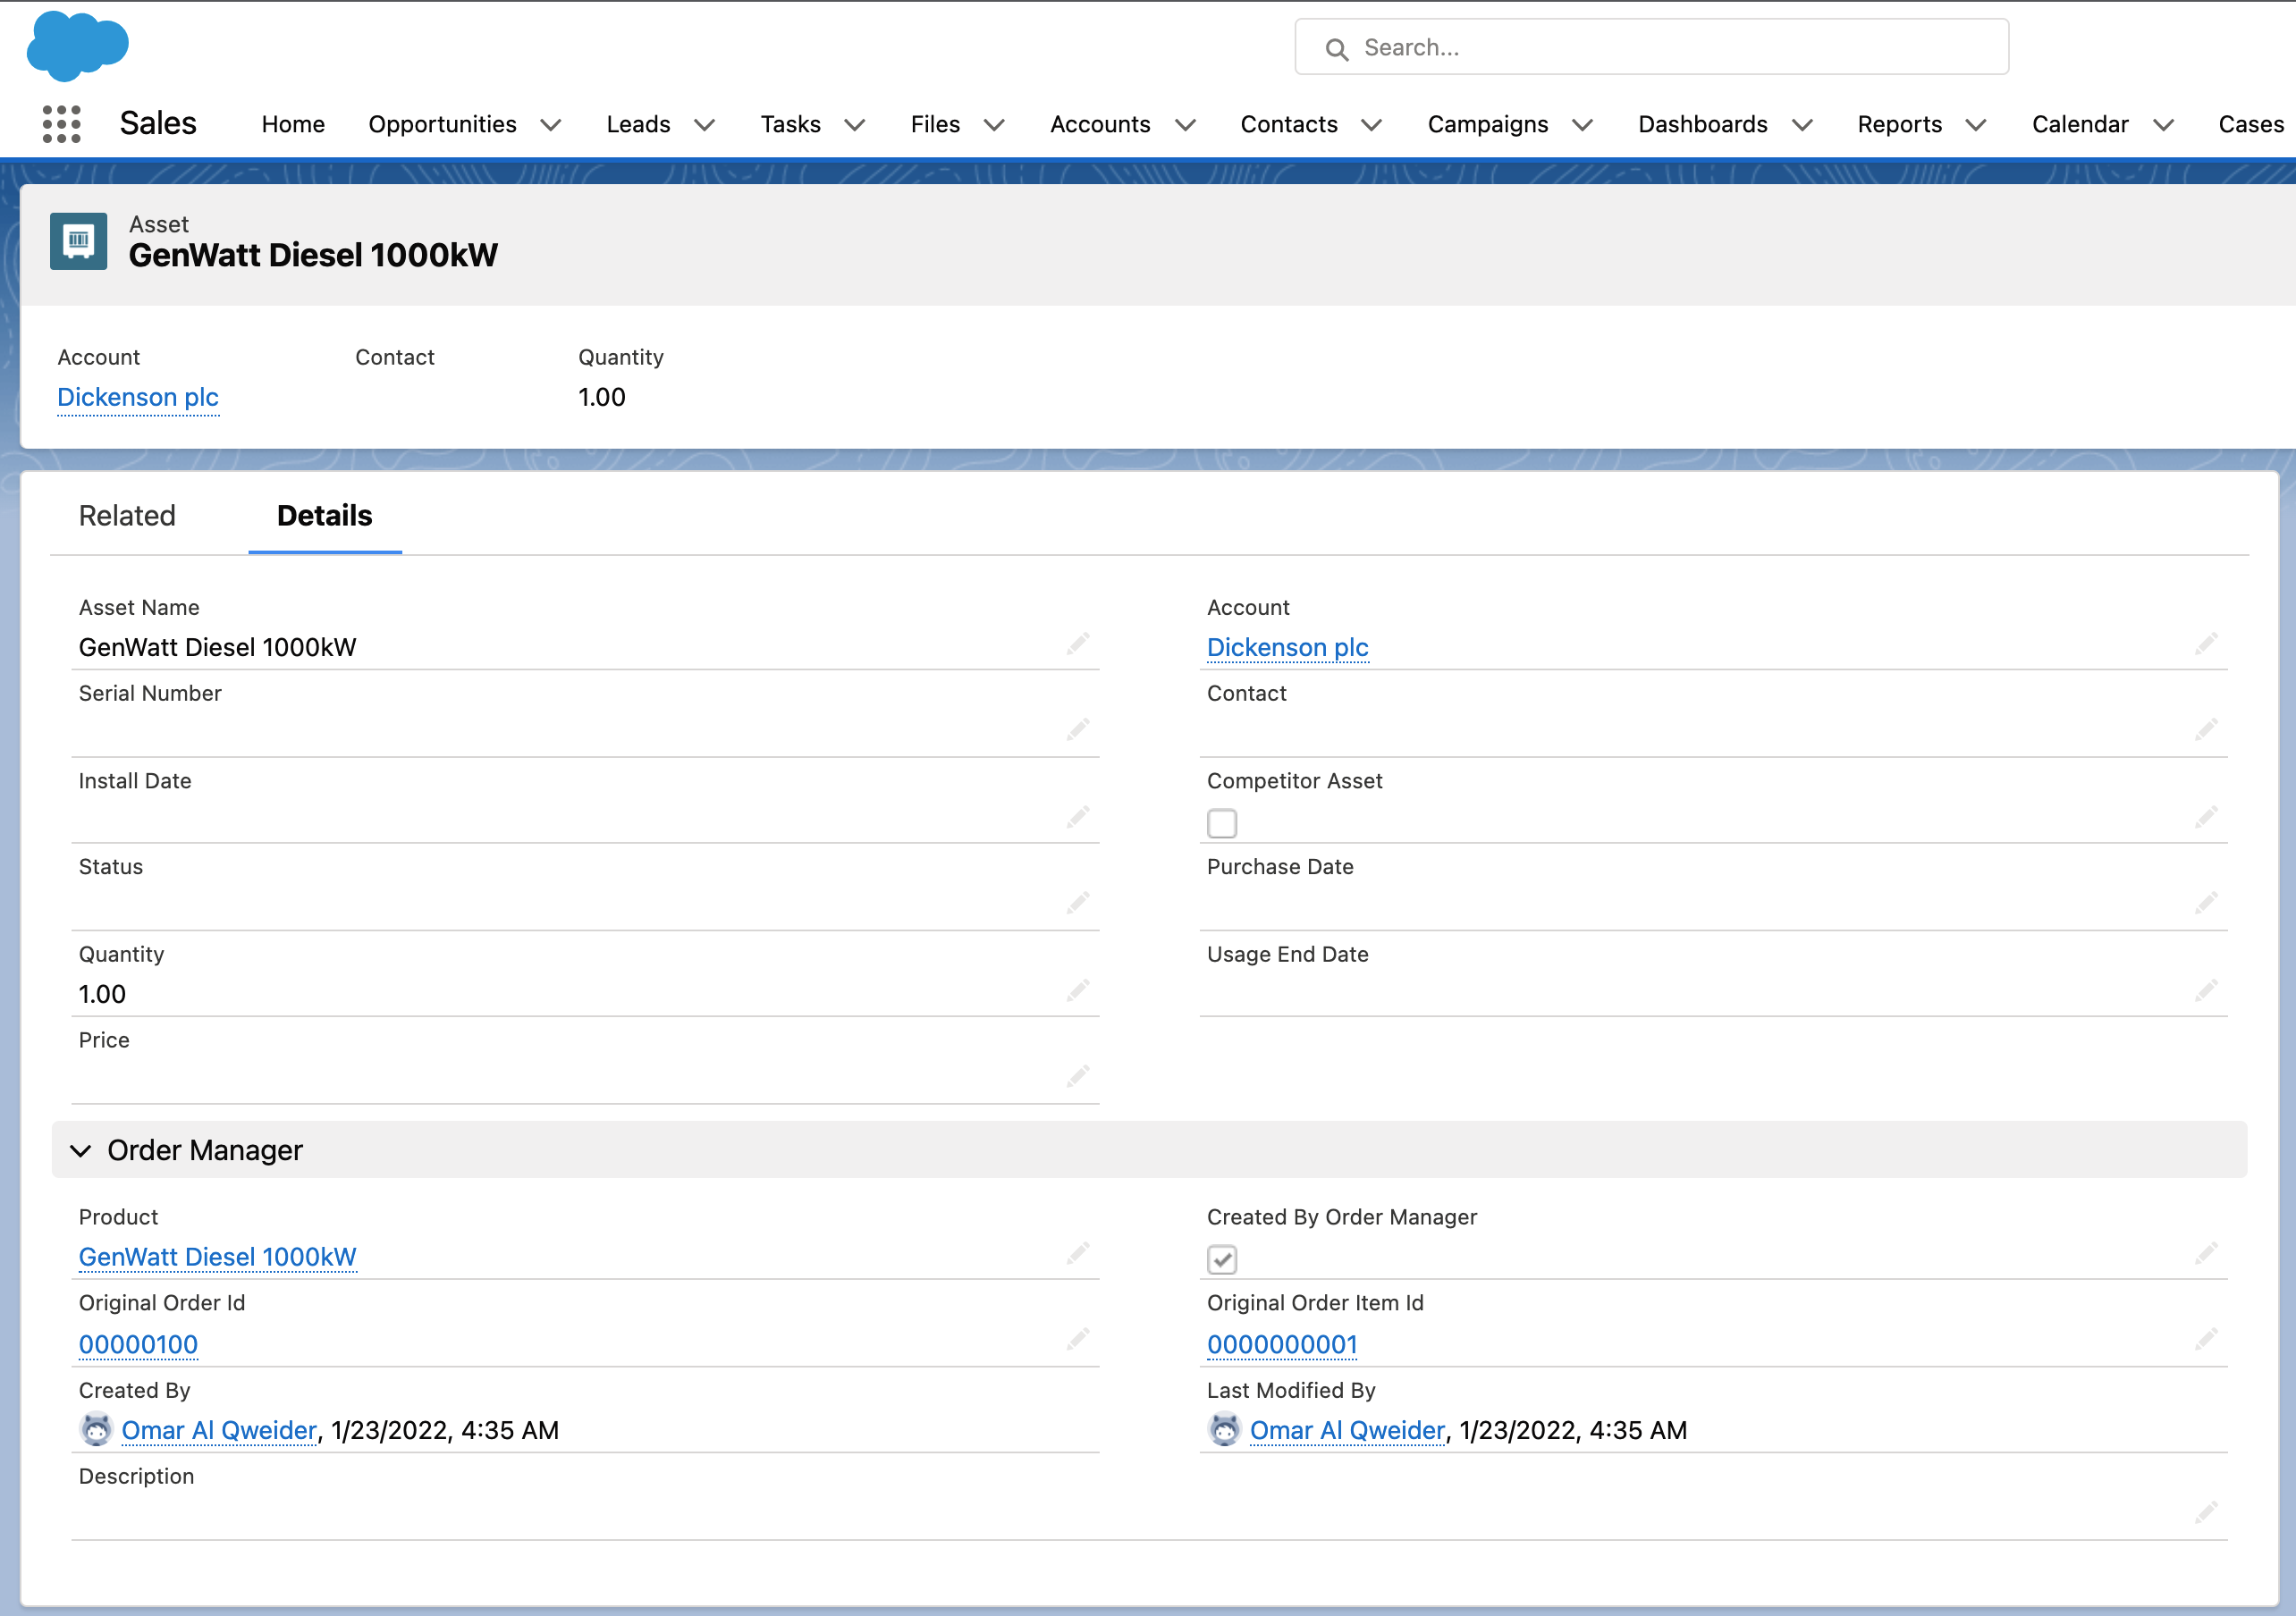 Search...
Sales Home Opportunities Leads Tasks Files Accounts Contacts Campaigns Dashboards Reports Calendar Cases
Asset
GenWatt Diesel 1000kW
Account Contact Quantity
Dickenson plc 1.00
Related Details
Asset Name Account
GenWatt Diesel 1000kW Dickenson plc
Serial Number Contact
Install Date Competitor Asset
Status Purchase Date
Quantity Usage End Date
1.00
Price
Order Manager
Product Created By Order Manager
GenWatt Diesel 1000kW
Original Order Id Original Order Item Id
00000100 0000000001
Created By Last Modified By
Omar Al Qweider, 1/23/2022, 4:35 AM Omar Al Qweider, 1/23/2022, 4:35 AM
Description